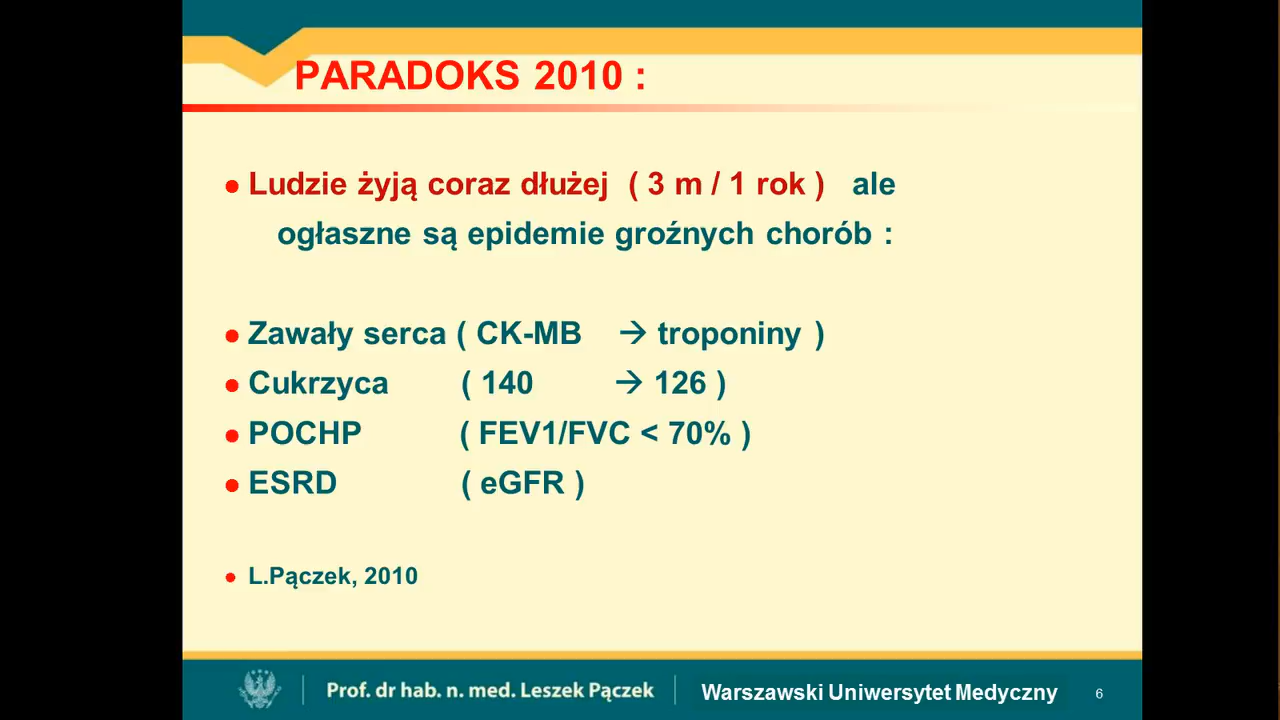 PARADOKS 2010 :
● Ludzie żyją coraz dłużej ( 3 m / 1 rok ) ale
ogłaszne są epidemie groźnych chorób :
● Zawały serca ( CK-MB → troponiny )
● Cukrzyca ( 140 → 126 )
● POCHP ( FEV1/FVC < 70% )
● ESRD ( eGFR )
● L.Pączek, 2010
Prof. dr hab. n. med. Leszek Pączek | Warszawski Uniwersytet Medyczny 6